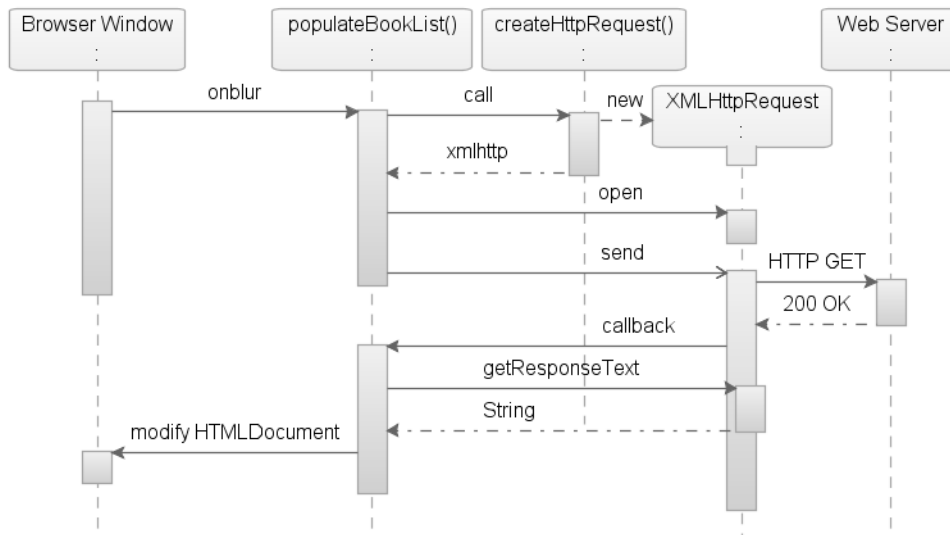 Browser Window
:
populateBookList()
:
createHttpRequest()
:
Web Server
:
onblur
call
new
XMLHttpRequest
:
xmlhttp
open
send
HTTP GET
200 OK
callback
getResponseText
String
modify HTMLDocument